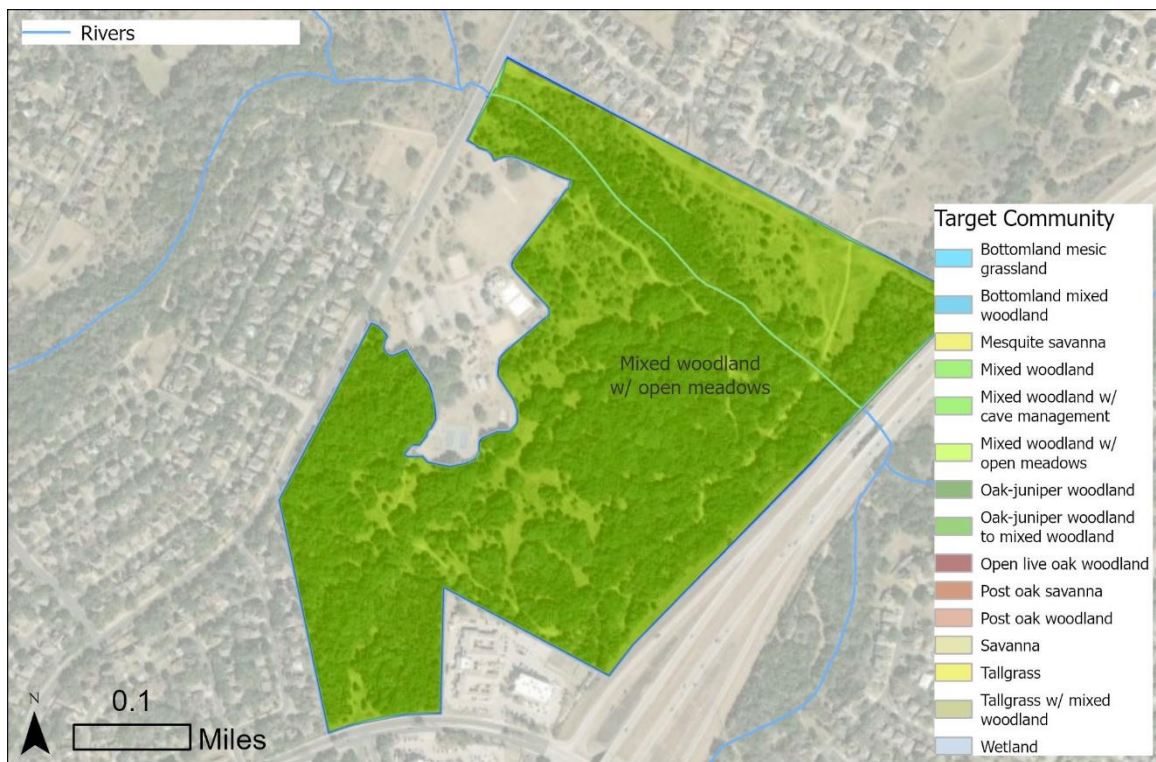 Rivers
Mixed woodland
w/ open meadows
Target Community
Bottomland mesic
grassland
Bottomland mixed
woodland
Mesquite savanna
Mixed woodland
Mixed woodland w/
cave management
Mixed woodland w/
open meadows
Oak-juniper woodland
Oak-juniper woodland
to mixed woodland
Open live oak woodland
Post oak savanna
Post oak woodland
Savanna
Tallgrass
Tallgrass w/ mixed
woodland
Wetland
N
0.1
Miles